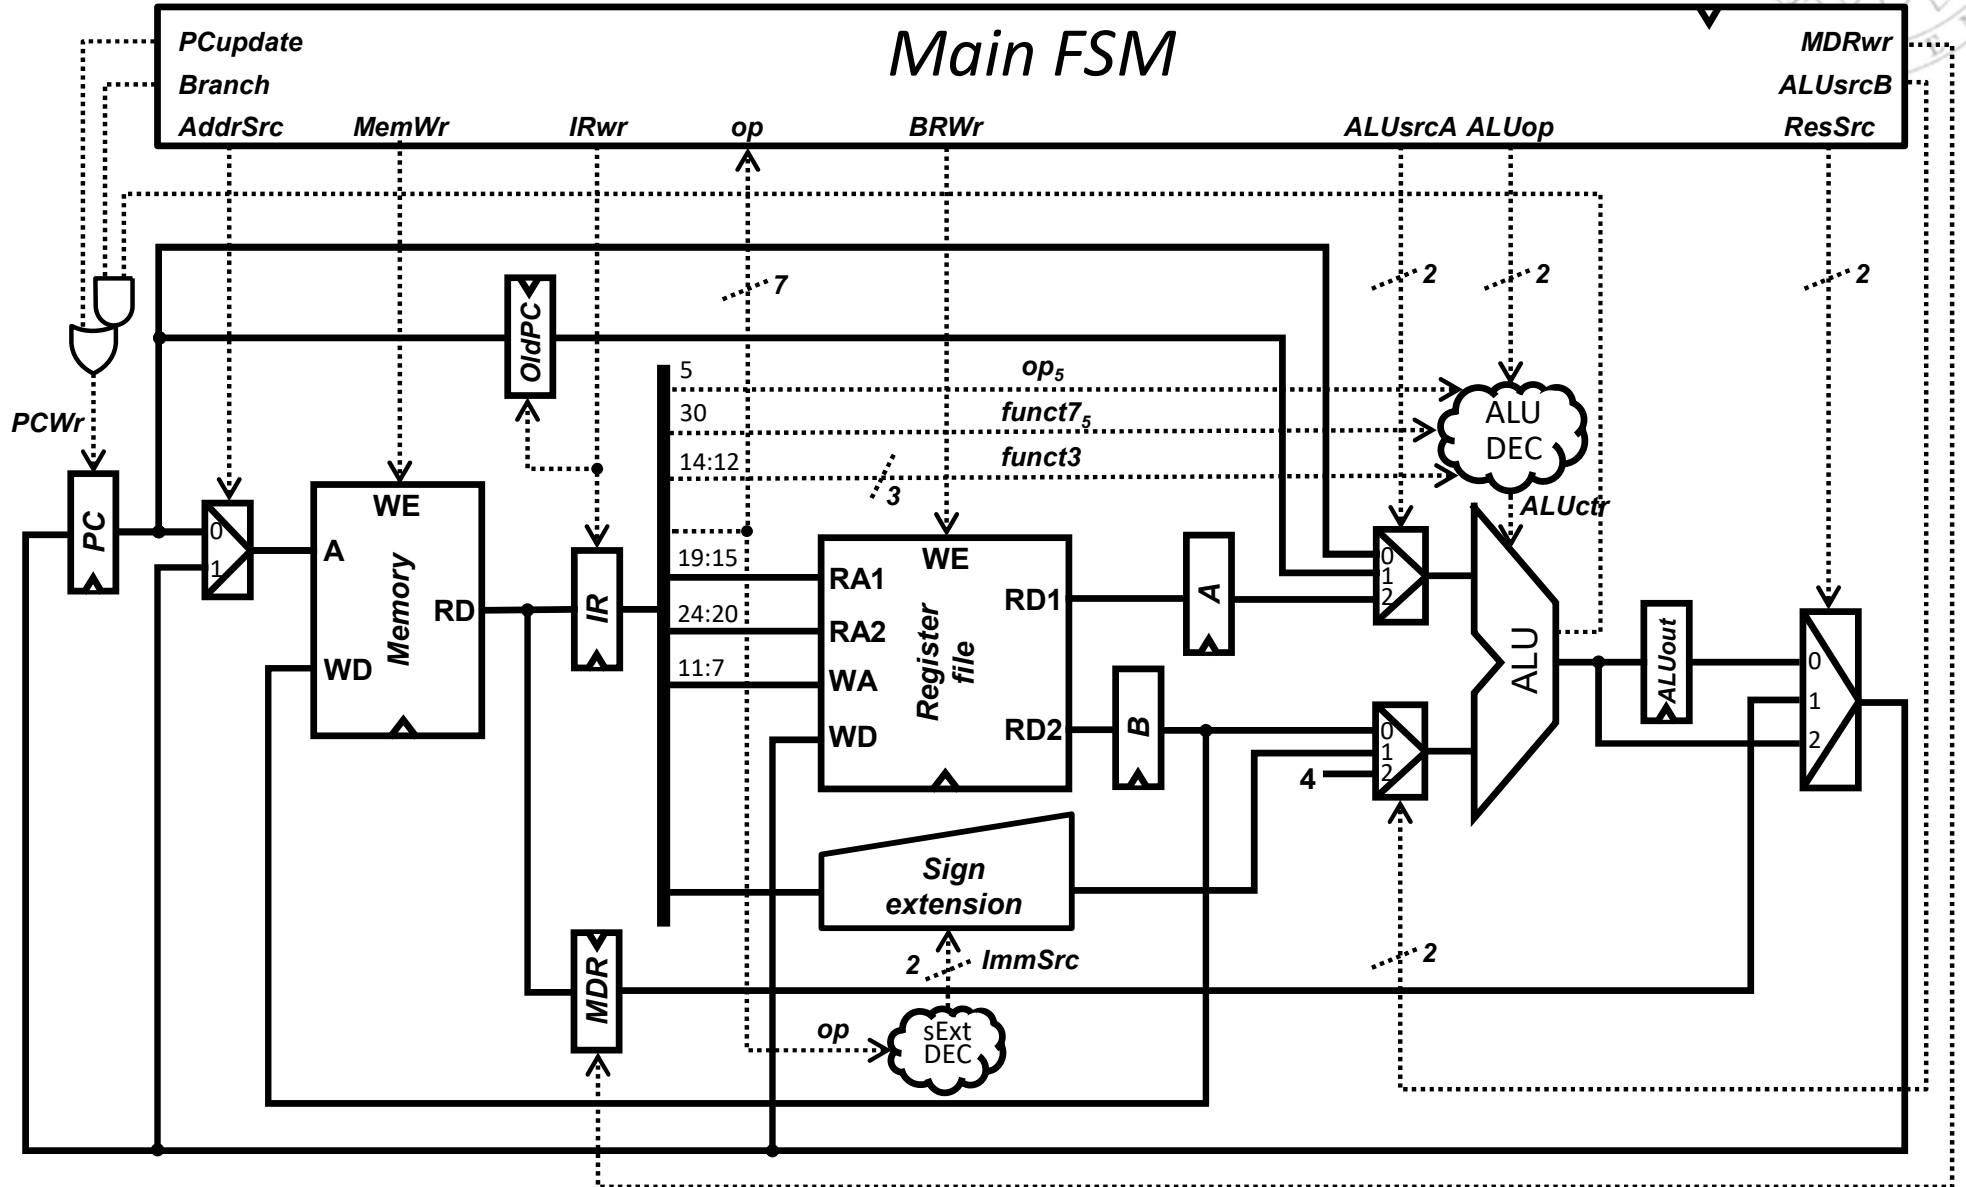 Main FSM
PCupdate
MDRwr
Branch
ALUsrcB
AddrSrc MemWr IRwr op BRWr ALUsrcA ALUop ResSrc
7
2
2
2
OldPC
5
op5
30
funct75
14:12
funct3
3
ALU
DEC
PCWr
ALUctr
PC
0
1
WE
A
Memory
RD
WD
IR
19:15
24:20
11:7
WE
RA1
RA2
WA
WD
Register
file
RD1
RD2
A
B
0
1
2
0
1
2
4
ALU
ALUout
0
1
2
Sign
extension
2
ImmSrc
2
MDR
op
sExt
DEC